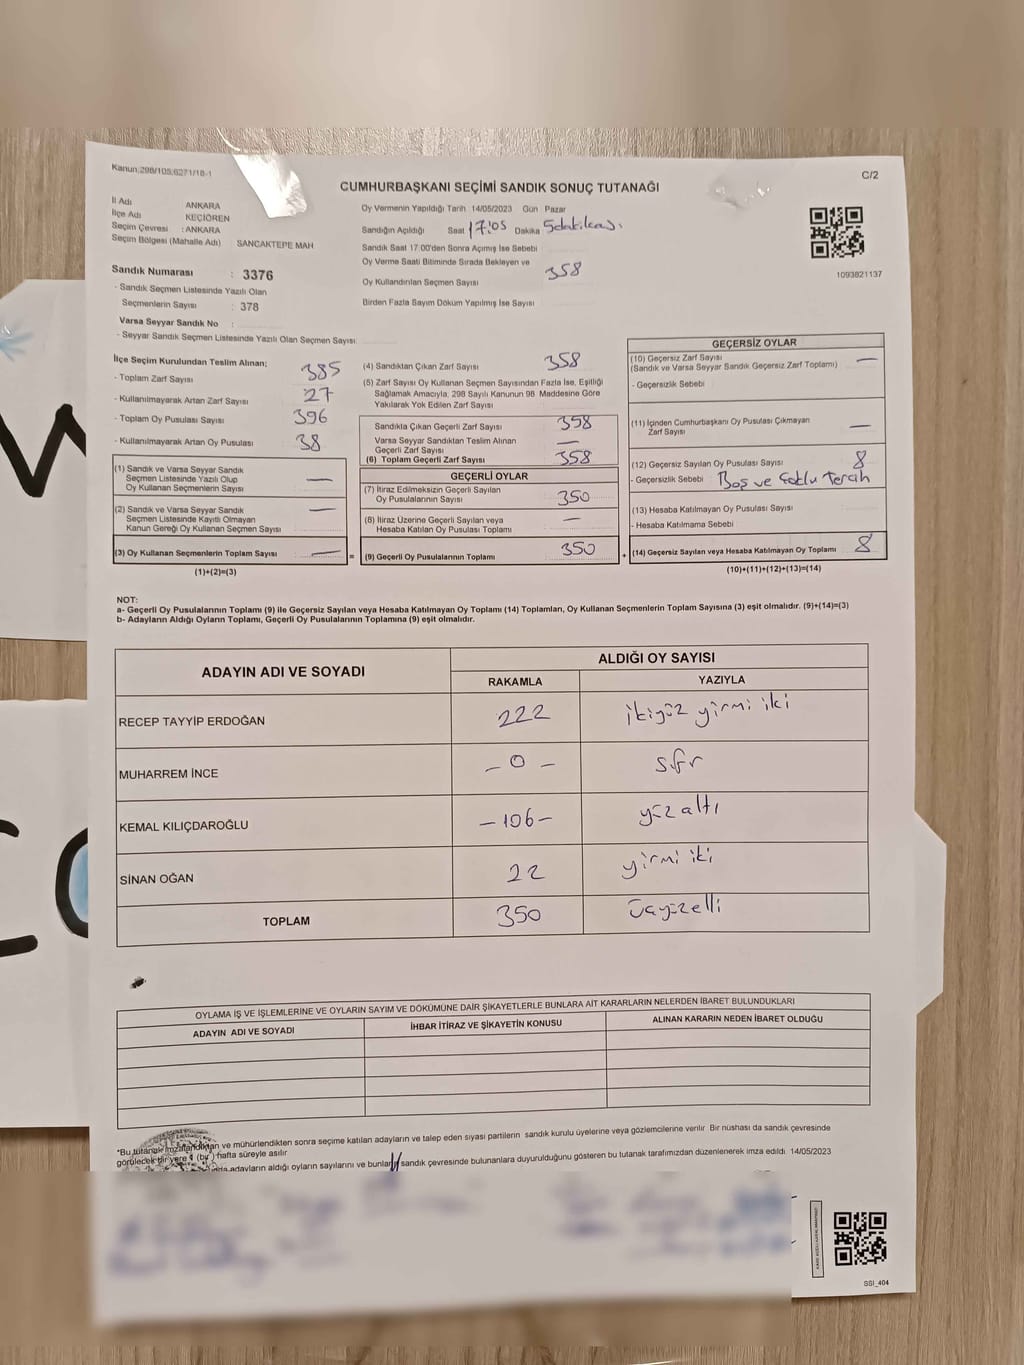 Kanun:298/105,6271/18-1
C/2
CUMHURBAŞKANI SEÇİMİ SANDIK SONUÇ TUTANAĞI
İl Adı ANKARA
İlçe Adı KEÇİÖREN
Seçim Çevresi : ANKARA
Seçim Bölgesi (Mahalle Adı) SANCAKTEPE MAH
Sandık Numarası : 3376
- Sandık Seçmen Listesinde Yazılı Olan
Seçmenlerin Sayısı : 378
Varsa Seyyar Sandık No :
- Seyyar Sandık Seçmen Listesinde Yazılı Olan Seçmen Sayısı
Oy Vermenin Yapıldığı Tarih 14/05/2023 Gün Pazar
Sandığın Açıldığı Saat 17:05 Dakika
Sandık Saat 17:00'den Sonra Açımış İse Sebebi
Oy Verme Saati Bitiminde Sırada Bekleyen ve
Oy Kullandırılan Seçmen Sayısı 358
Birden Fazla Sayım Döküm Yapılmış İse Sayısı
1093821137
İlçe Seçim Kurulundan Teslim Alınan;
- Toplam Zarf Sayısı 385
- Kullanılmayarak Artan Zarf Sayısı 27
- Toplam Oy Pusulası Sayısı 396
- Kullanılmayarak Artan Oy Pusulası 38
(1) Sandık ve Varsa Seyyar Sandık
Seçmen Listesinde Yazılı Olup
Oy Kullanan Seçmenlerin Sayısı —
(2) Sandık ve Varsa Seyyar Sandık
Seçmen Listesinde Kayıtlı Olmayan
Kanun Gereği Oy Kullanan Seçmen Sayısı —
(3) Oy Kullanan Seçmenlerin Toplam Sayısı — =
(1)+(2)=(3)
(4) Sandıktan Çıkan Zarf Sayısı 358
(5) Zarf Sayısı Oy Kullanan Seçmen Sayısından Fazla İse, Eşitliği
Sağlamak Amacıyla, 298 Sayılı Kanunun 98 Maddesine Göre
Yakılarak Yok Edilen Zarf Sayısı
Sandıkla Çıkan Geçerli Zarf Sayısı 358
Varsa Seyyar Sandıktan Teslim Alınan
Geçerli Zarf Sayısı —
(6) Toplam Geçerli Zarf Sayısı 358
GEÇERLİ OYLAR
(7) İtiraz Edilmeksizin Geçerli Sayılan
Oy Pusulalarının Sayısı 350
(8) İtiraz Üzerine Geçerli Sayılan veya
Hesaba Katılan Oy Pusulaları Toplamı —
(9) Geçerli Oy Pusulalarının Toplamı 350 +
GEÇERSİZ OYLAR
(10) Geçersiz Zarf Sayısı —
(Sandık ve Varsa Seyyar Sandık Geçersiz Zarf Toplamı)
- Geçersizlik Sebebi
(11) İçinden Cumhurbaşkanı Oy Pusulası Çıkmayan
Zarf Sayısı —
(12) Geçersiz Sayılan Oy Pusulası Sayısı 8
- Geçersizlik Sebebi Boş ve Çoklu Tercih
(13) Hesaba Katılmayan Oy Pusulası Sayısı
- Hesaba Katılmama Sebebi
(14) Geçersiz Sayılan veya Hesaba Katılmayan Oy Toplamı 8
(10)+(11)+(12)+(13)=(14)
NOT:
a- Geçerli Oy Pusulalarının Toplamı (9) ile Geçersiz Sayılan veya Hesaba Katılmayan Oy Toplamı (14) Toplamları, Oy Kullanan Seçmenlerin Toplam Sayısına (3) eşit olmalıdır. (9)+(14)=(3)
b- Adayların Aldığı Oyların Toplamı, Geçerli Oy Pusulalarının Toplamına (9) eşit olmalıdır.
ADAYIN ADI VE SOYADI ALDIĞI OY SAYISI
RAKAMLA YAZIYLA
RECEP TAYYİP ERDOĞAN 222 ikiyüz yirmi iki
MUHARREM İNCE – 0 – sfr
KEMAL KILIÇDAROĞLU –106– yüz altı
SİNAN OĞAN 22 yirmi iki
TOPLAM 350 üçyüzelli
OYLAMA İŞ VE İŞLEMLERİNE VE OYLARIN SAYIM VE DÖKÜMÜNE DAİR ŞİKAYETLERLE BUNLARA AİT KARARLARIN NELERDEN İBARET BULUNDUKLARI
ADAYIN ADI VE SOYADI İHBAR İTİRAZ VE ŞİKAYETİN KONUSU ALINAN KARARIN NEDEN İBARET OLDUĞU
*Bu tutanak imzalandıktan ve mühürlendikten sonra seçime katılan adayların ve talep eden siyasi partilerin sandık kurulu üyelerine veya gözlemcilerine verilir Bir nüshası da sandık çevresinde
görülecek bir yere 1 (bir) hafta süreyle asılır
adayların aldığı oyların sayılarını ve bunların sandık çevresinde bulunanlara duyurulduğunu gösteren bu tutanak tarafımızdan düzenlenerek imza edildi 14/05/2023
SSI_404